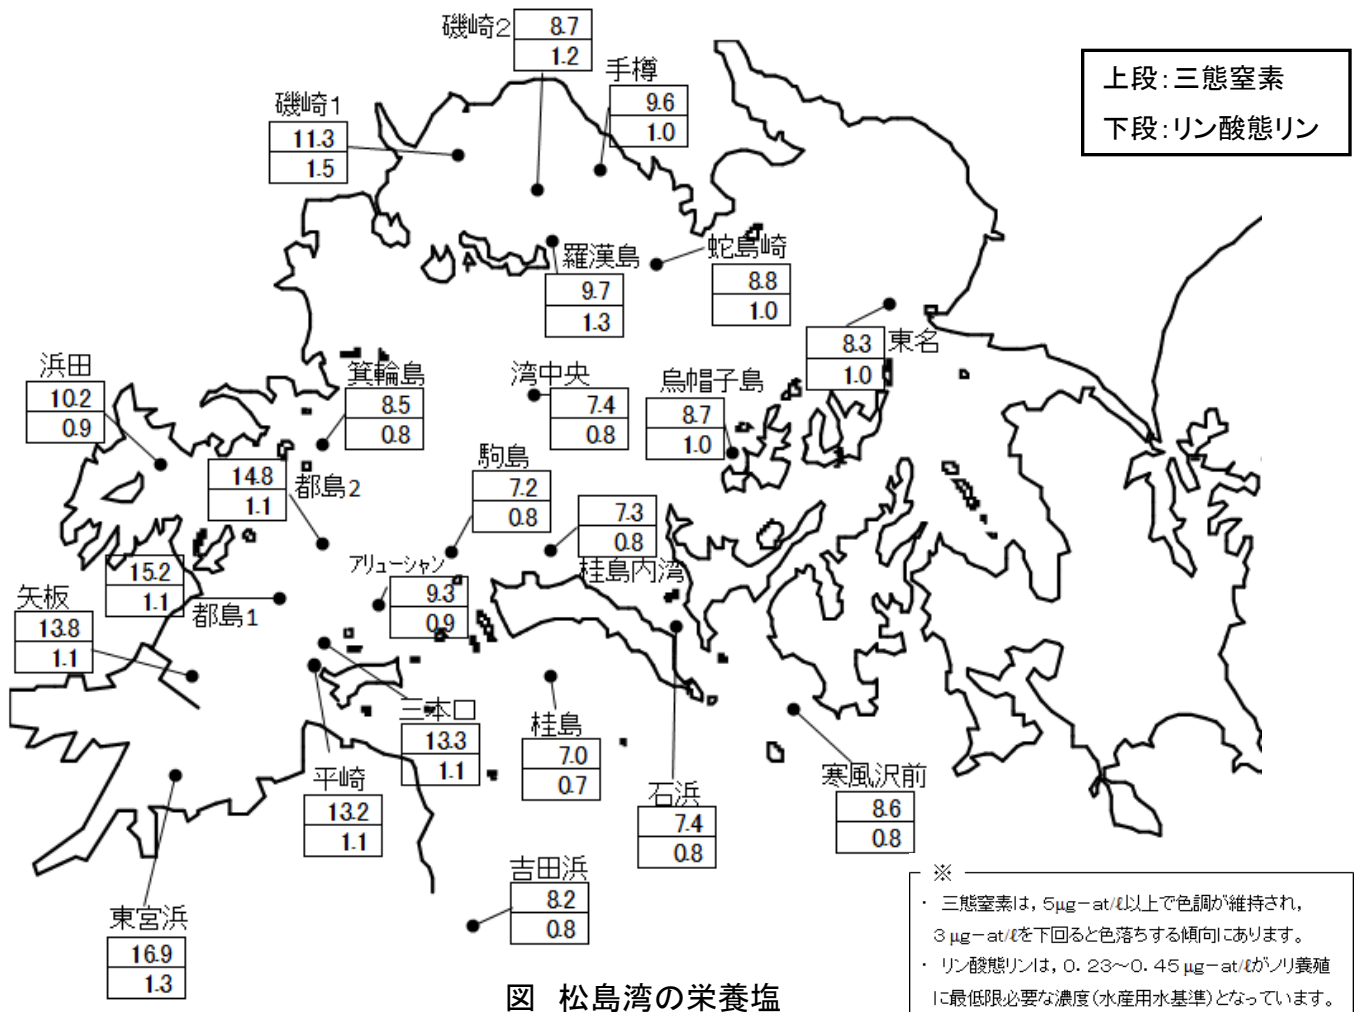 磯崎2
8.7
1.2
手樽
9.6
1.0
上段:三態窒素
下段:リン酸態リン
磯崎1
11.3
1.5
羅漢島
9.7
1.3
蛇島崎
8.8
1.0
8.3
1.0
東名
浜田
10.2
0.9
箕輪島
8.5
0.8
湾中央
7.4
0.8
烏帽子島
8.7
1.0
14.8
1.1
都島2
駒島
7.2
0.8
7.3
0.8
桂島内湾
アリューシャン
9.3
0.9
15.2
1.1
都島1
矢板
13.8
1.1
三本口
13.3
1.1
桂島
7.0
0.7
平崎
13.2
1.1
石浜
7.4
0.8
寒風沢前
8.6
0.8
吉田浜
8.2
0.8
東宮浜
16.9
1.3
※
・ 三態窒素は,5μg-at/ℓ以上で色調が維持され,
3μg-at/ℓを下回ると色落ちする傾向にあります。
・ リン酸態リンは,0.23~0.45μg-at/ℓがノリ養殖
に最低限必要な濃度(水産用水基準)となっています。
図 松島湾の栄養塩